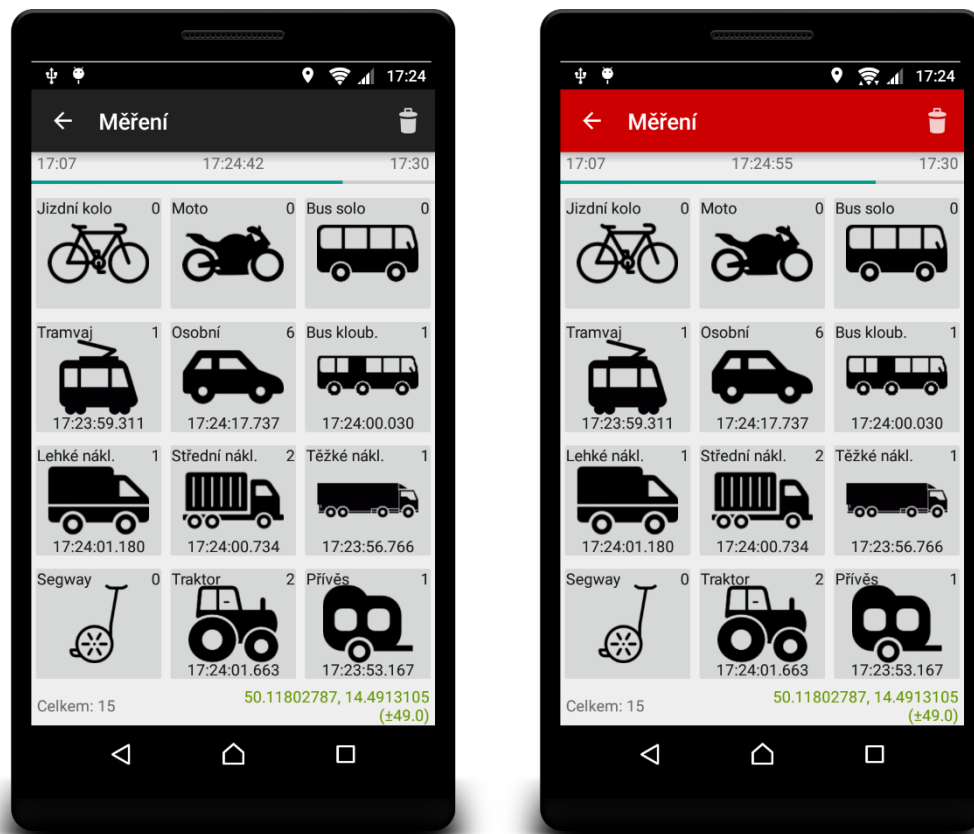 17:24
Měření
17:07 17:24:42 17:30
Jízdní kolo 0 Moto 0 Bus solo 0
Tramvaj 1 Osobní 6 Bus kloub. 1
17:23:59.311 17:24:17.737 17:24:00.030
Lehké nákl. 1 Střední nákl. 2 Těžké nákl. 1
17:24:01.180 17:24:00.734 17:23:56.766
Segway 0 Traktor 2 Přívěs 1
17:24:01.663 17:23:53.167
Celkem: 15 50.11802787, 14.4913105
(±49.0)
17:24
Měření
17:07 17:24:55 17:30
Jízdní kolo 0 Moto 0 Bus solo 0
Tramvaj 1 Osobní 6 Bus kloub. 1
17:23:59.311 17:24:17.737 17:24:00.030
Lehké nákl. 1 Střední nákl. 2 Těžké nákl. 1
17:24:01.180 17:24:00.734 17:23:56.766
Segway 0 Traktor 2 Přívěs 1
17:24:01.663 17:23:53.167
Celkem: 15 50.11802787, 14.4913105
(±49.0)